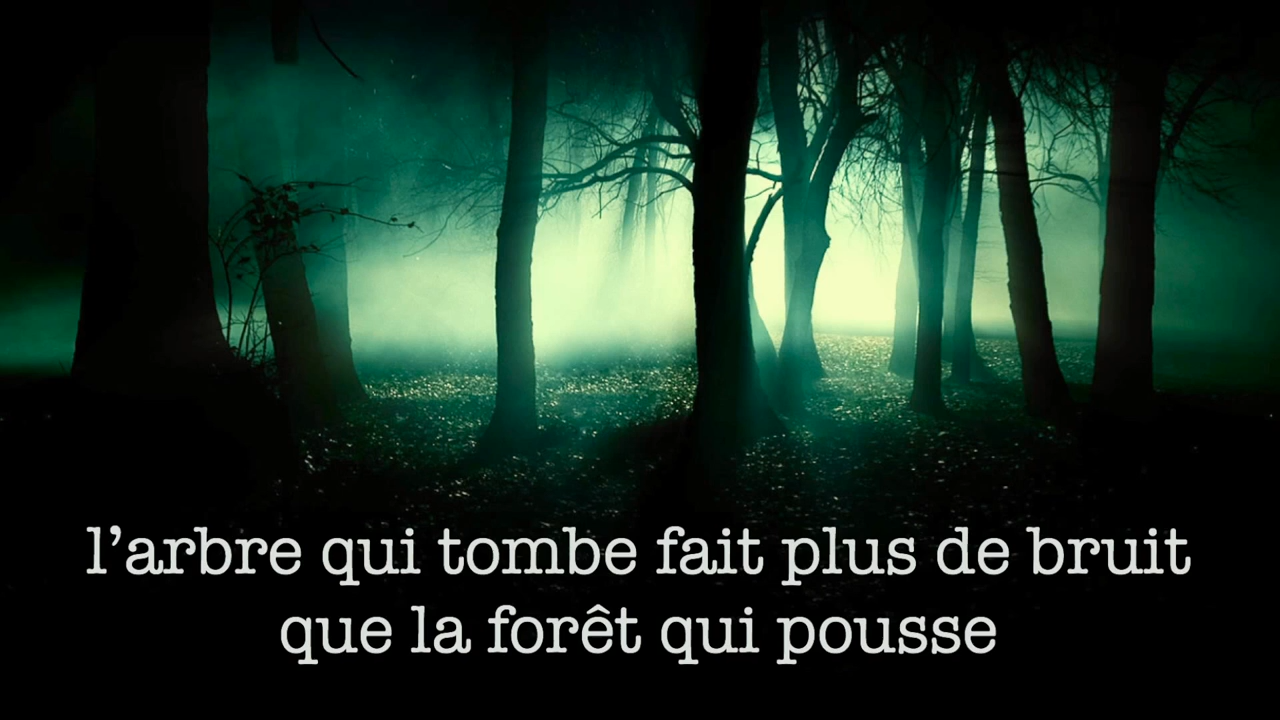 l’arbre qui tombe fait plus de bruit
que la forêt qui pousse